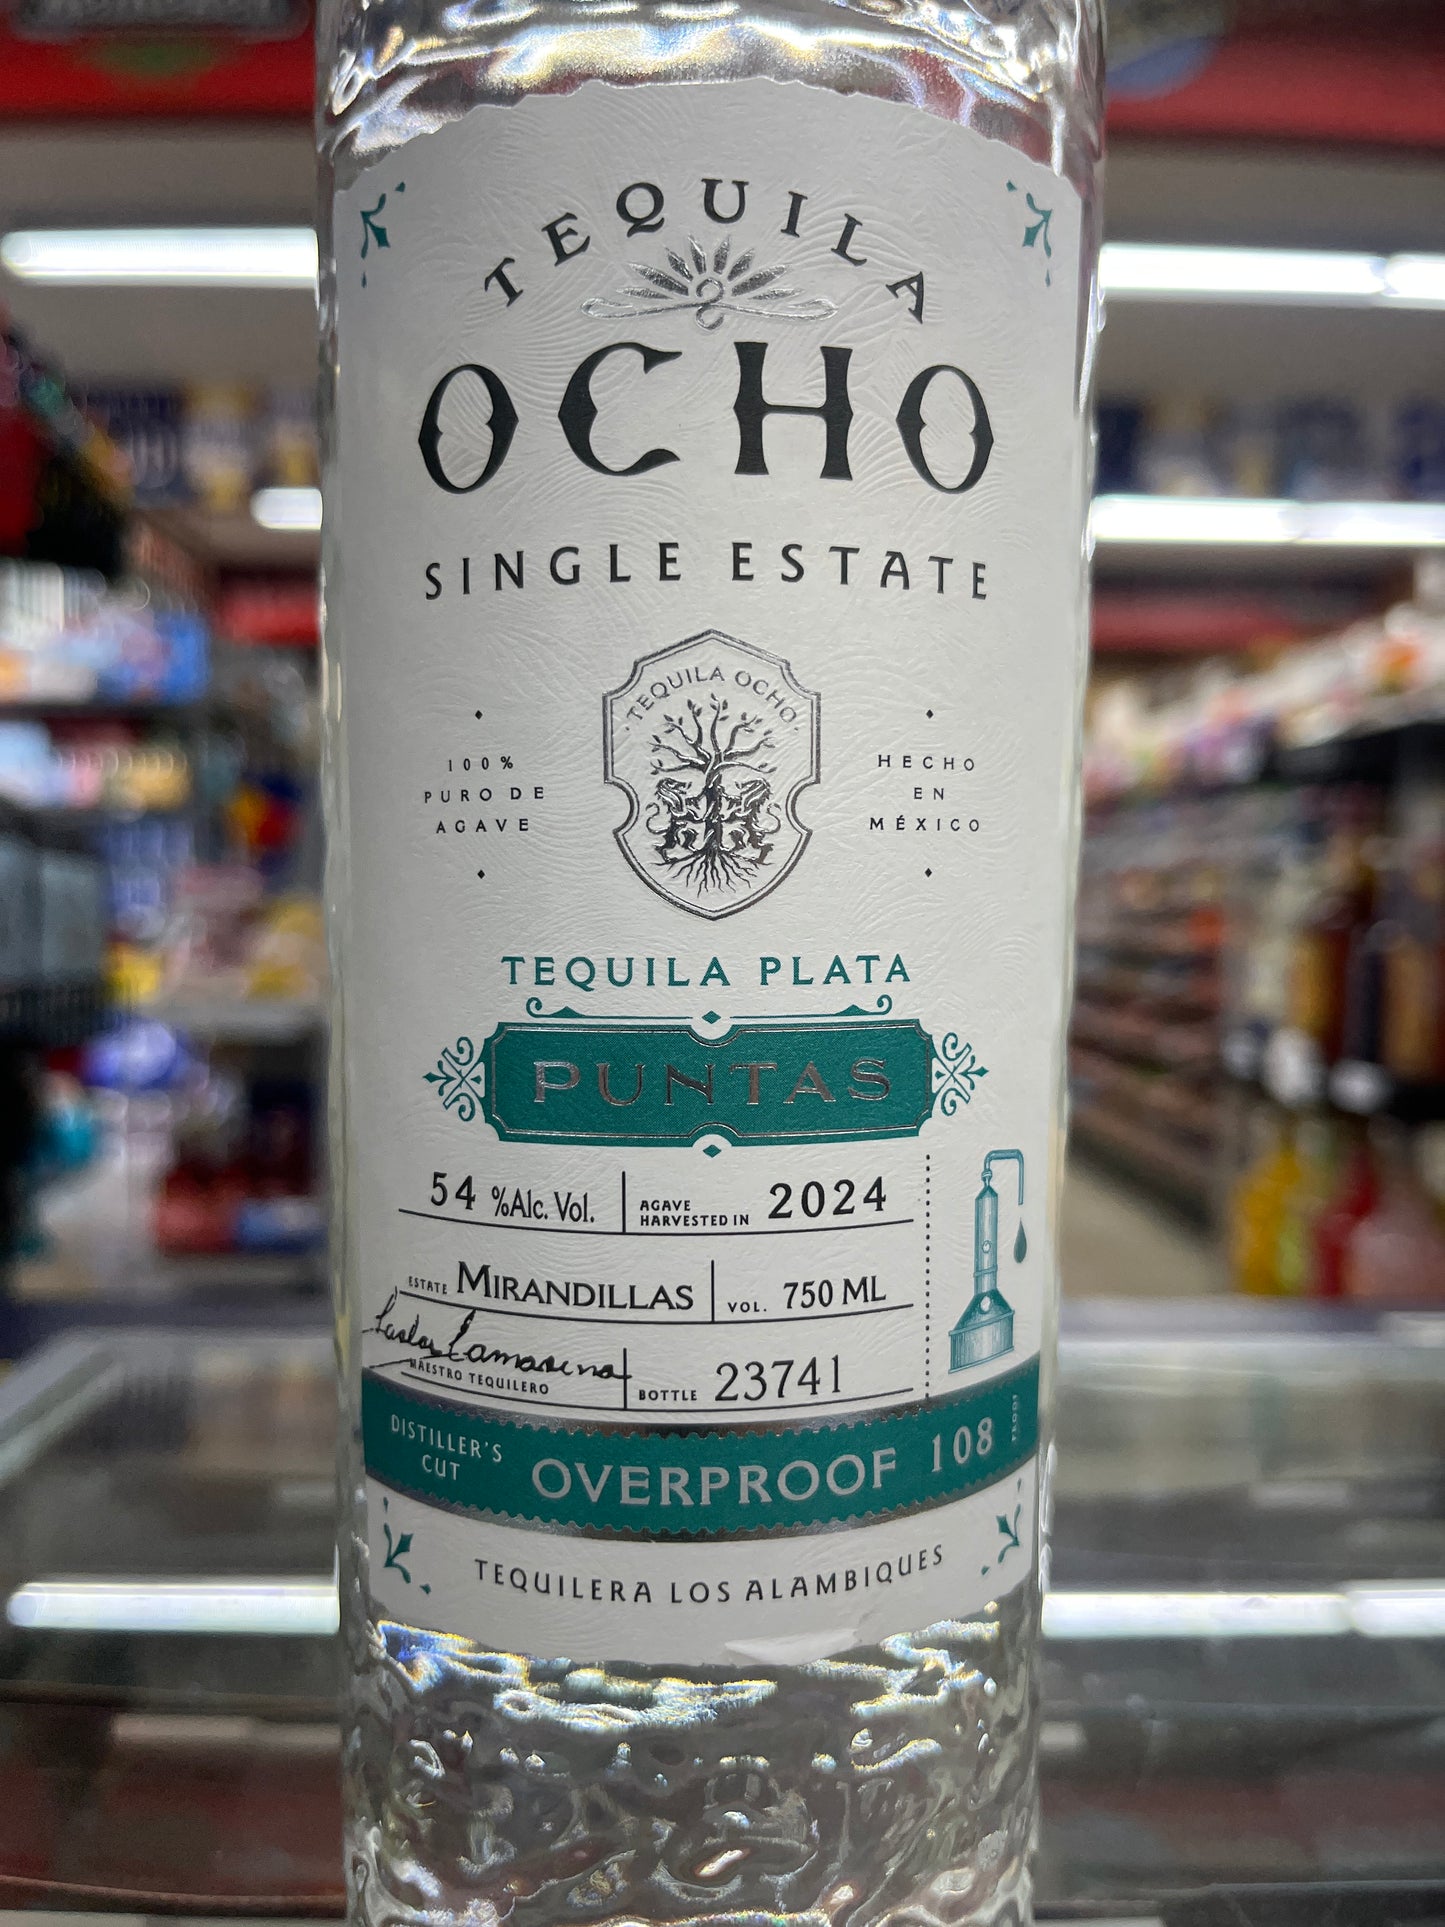 TEQUILA
OCHO
SINGLE ESTATE
TEQUILA OCHO
100%
PURO DE
AGAVE
HECHO
EN
MÉXICO
TEQUILA PLATA
PUNTAS
54 %Alc. Vol.
AGAVE
HARVESTED IN 2024
ESTATE MIRANDILLAS
VOL. 750 ML
MAESTRO TEQUILERO
BOTTLE 23741
DISTILLER'S
CUT
OVERPROOF 108 PROOF
TEQUILERA LOS ALAMBIQUES